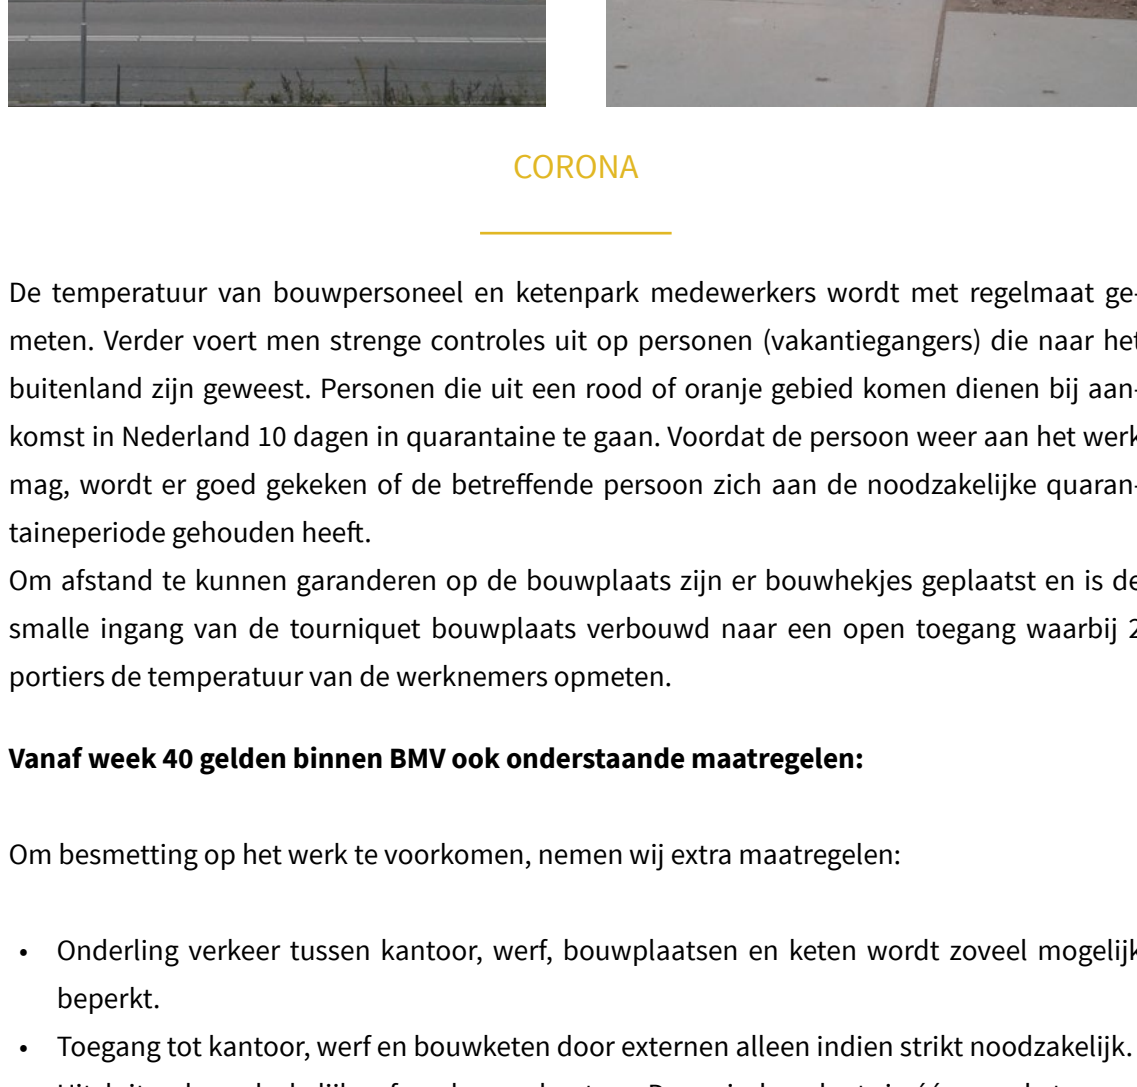 CORONA
De temperatuur van bouwpersoneel en ketenpark medewerkers wordt met regelmaat ge-
meten. Verder voert men strenge controles uit op personen (vakantiegangers) die naar het
buitenland zijn geweest. Personen die uit een rood of oranje gebied komen dienen bij aan-
komst in Nederland 10 dagen in quarantaine te gaan. Voordat de persoon weer aan het werk
mag, wordt er goed gekeken of de betreffende persoon zich aan de noodzakelijke quaran-
taineperiode gehouden heeft.
Om afstand te kunnen garanderen op de bouwplaats zijn er bouwhekjes geplaatst en is de
smalle ingang van de tourniquet bouwplaats verbouwd naar een open toegang waarbij 2
portiers de temperatuur van de werknemers opmeten.
Vanaf week 40 gelden binnen BMV ook onderstaande maatregelen:
Om besmetting op het werk te voorkomen, nemen wij extra maatregelen:
• Onderling verkeer tussen kantoor, werf, bouwplaatsen en keten wordt zoveel mogelijk
beperkt.
• Toegang tot kantoor, werf en bouwketen door externen alleen indien strikt noodzakelijk.